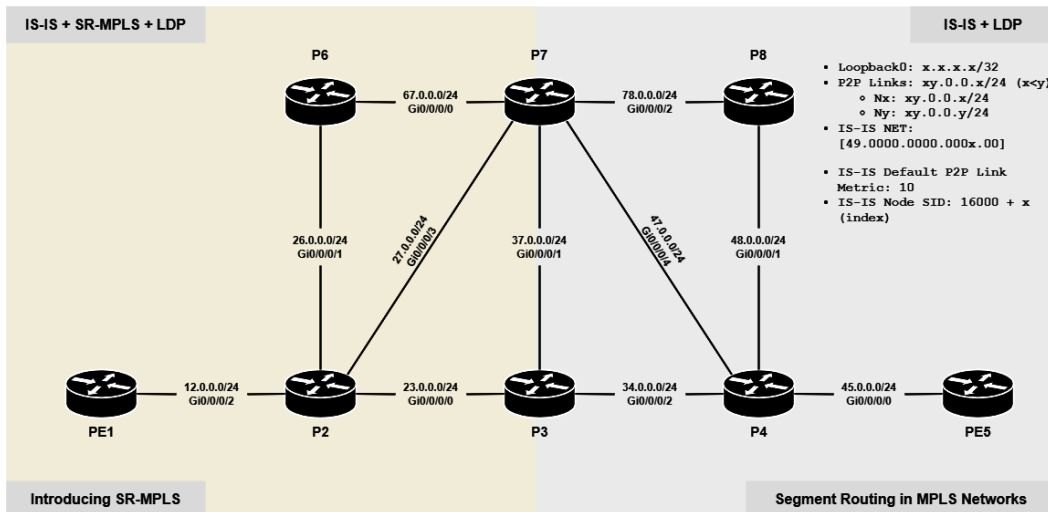 IS-IS + SR-MPLS + LDP
IS-IS + LDP
P6
P7
P8
67.0.0.0/24
Gi0/0/0/0
78.0.0.0/24
Gi0/0/0/2
• Loopback0: x.x.x.x/32
• P2P Links: xy.0.0.x/24 (x<y)
◦ Nx: xy.0.0.x/24
◦ Ny: xy.0.0.y/24
• IS-IS NET:
[49.0000.0000.000x.00]
• IS-IS Default P2P Link
Metric: 10
• IS-IS Node SID: 16000 + x
(index)
26.0.0.0/24
Gi0/0/0/1
27.0.0.0/24
Gi0/0/0/3
37.0.0.0/24
Gi0/0/0/1
47.0.0.0/24
Gi0/0/0/4
48.0.0.0/24
Gi0/0/0/1
12.0.0.0/24
Gi0/0/0/2
23.0.0.0/24
Gi0/0/0/0
34.0.0.0/24
Gi0/0/0/2
45.0.0.0/24
Gi0/0/0/0
PE1
P2
P3
P4
PE5
Introducing SR-MPLS
Segment Routing in MPLS Networks